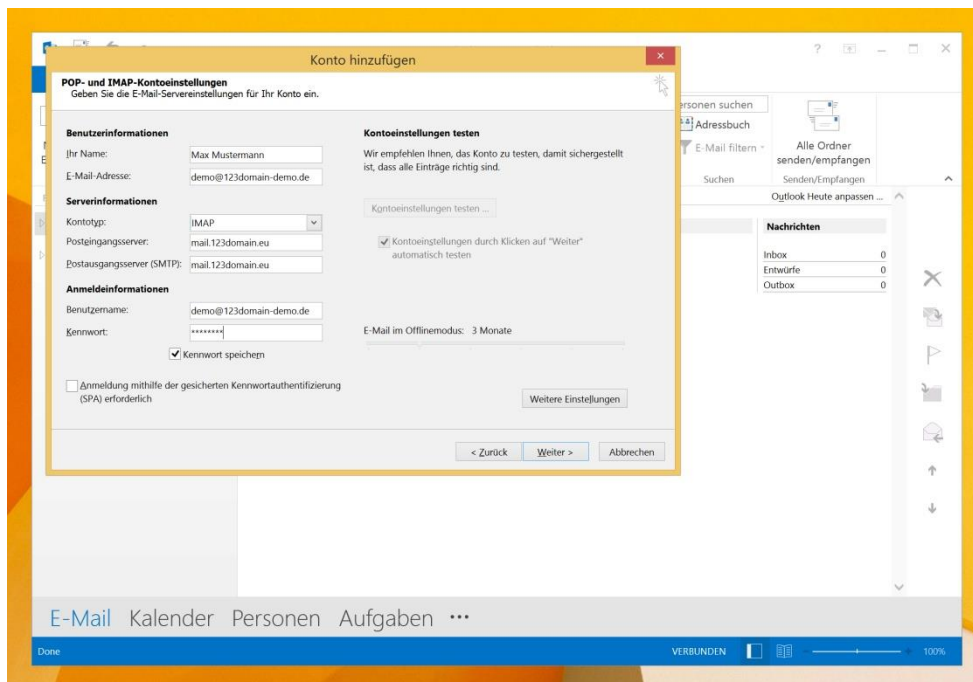 Konto hinzufügen
POP- und IMAP-Kontoeinstellungen
Geben Sie die E-Mail-Servereinstellungen für Ihr Konto ein.
Benutzerinformationen
Ihr Name:
Max Mustermann
E-Mail-Adresse:
demo@123domain-demo.de
Serverinformationen
Kontotyp:
IMAP
Posteingangsserver:
mail.123domain.eu
Postausgangsserver (SMTP):
mail.123domain.eu
Anmeldeinformationen
Benutzername:
demo@123domain-demo.de
Kennwort:
********
Kennwort speichern
Anmeldung mithilfe der gesicherten Kennwortauthentifizierung
(SPA) erforderlich
Kontoeinstellungen testen
Wir empfehlen Ihnen, das Konto zu testen, damit sichergestellt
ist, dass alle Einträge richtig sind.
Kontoeinstellungen testen ...
Kontoeinstellungen durch Klicken auf "Weiter"
automatisch testen
E-Mail im Offlinemodus: 3 Monate
Weitere Einstellungen
< Zurück
Weiter >
Abbrechen
ersonen suchen
Adressbuch
E-Mail filtern
Suchen
Alle Ordner
senden/empfangen
Senden/Empfangen
Outlook Heute anpassen ...
Nachrichten
Inbox 0
Entwürfe 0
Outbox 0
E-Mail Kalender Personen Aufgaben •••
Done
VERBUNDEN
100%